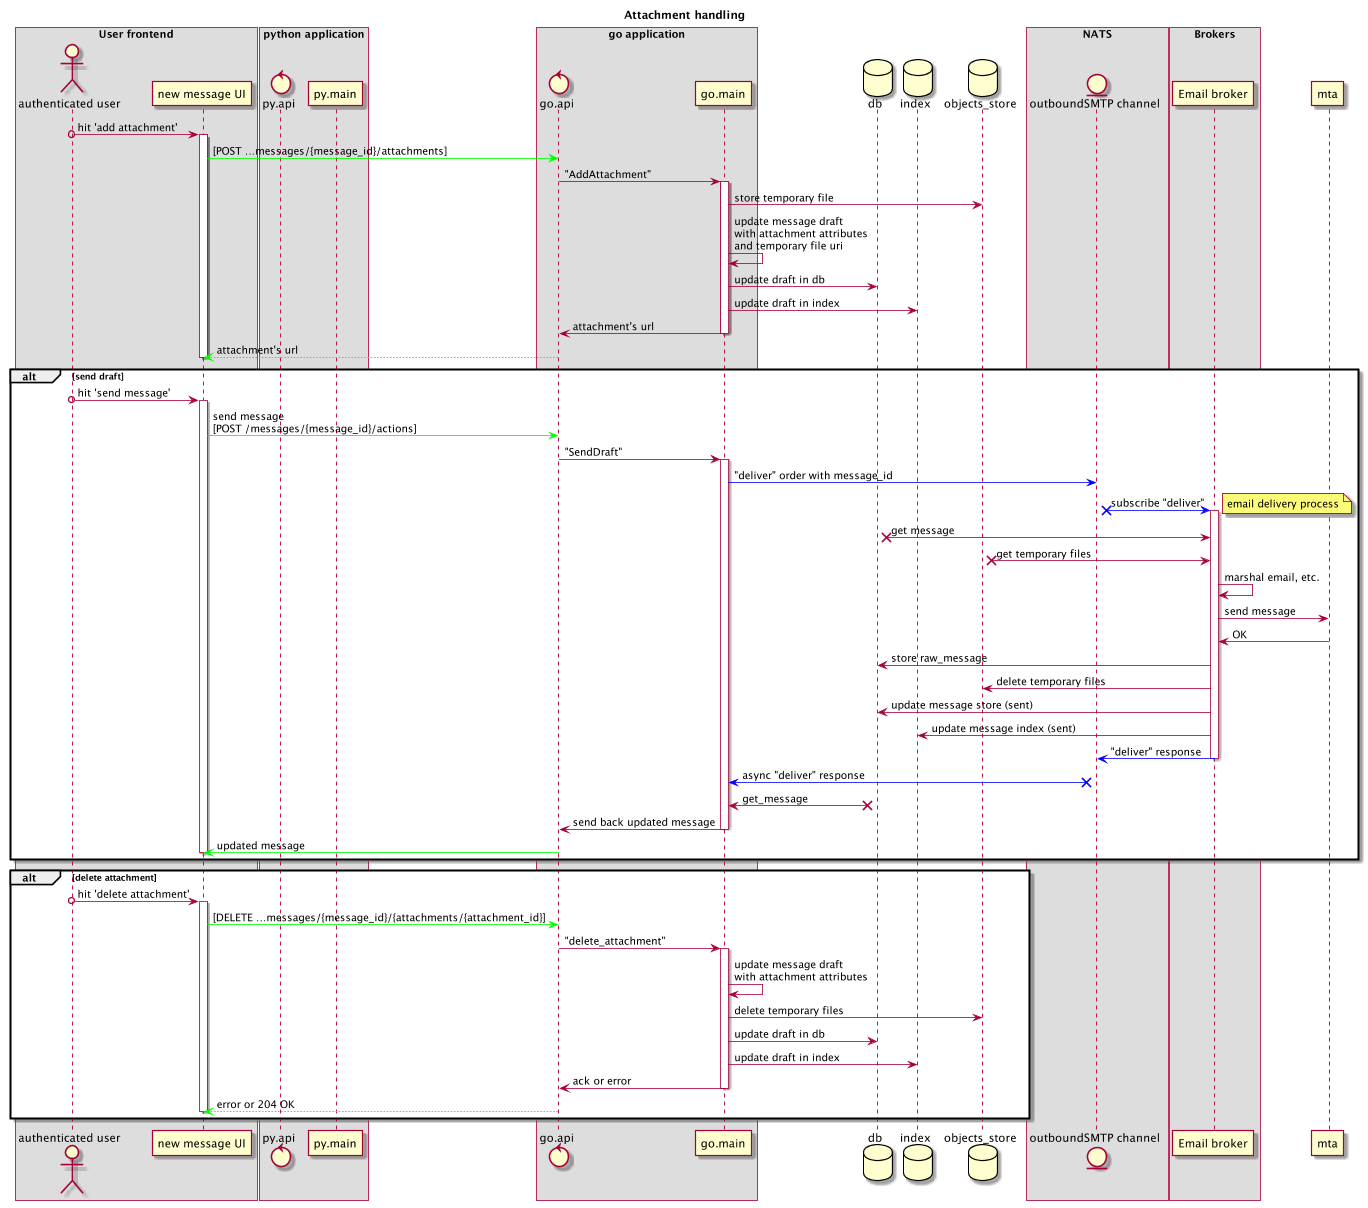 Attachment handling
User frontend
python application
go application
NATS
Brokers
authenticated user
new message UI
py.api
py.main
go.api
go.main
db
index
objects_store
outboundSMTP channel
Email broker
mta
hit 'add attachment'
[POST ...messages/{message_id}/attachments]
"AddAttachment"
store temporary file
update message draft
with attachment attributes
and temporary file uri
update draft in db
update draft in index
attachment's url
attachment's url
alt
[send draft]
hit 'send message'
send message
[POST /messages/{message_id}/actions]
"SendDraft"
"deliver" order with message_id
subscribe "deliver"
email delivery process
get message
get temporary files
marshal email, etc.
send message
OK
store raw_message
delete temporary files
update message store (sent)
update message index (sent)
"deliver" response
async "deliver" response
get_message
send back updated message
updated message
alt
[delete attachment]
hit 'delete attachment'
[DELETE ...messages/{message_id}/{attachments/{attachment_id}]
"delete_attachment"
update message draft
with attachment attributes
delete temporary files
update draft in db
update draft in index
ack or error
error or 204 OK
authenticated user
new message UI
py.api
py.main
go.api
go.main
db
index
objects_store
outboundSMTP channel
Email broker
mta